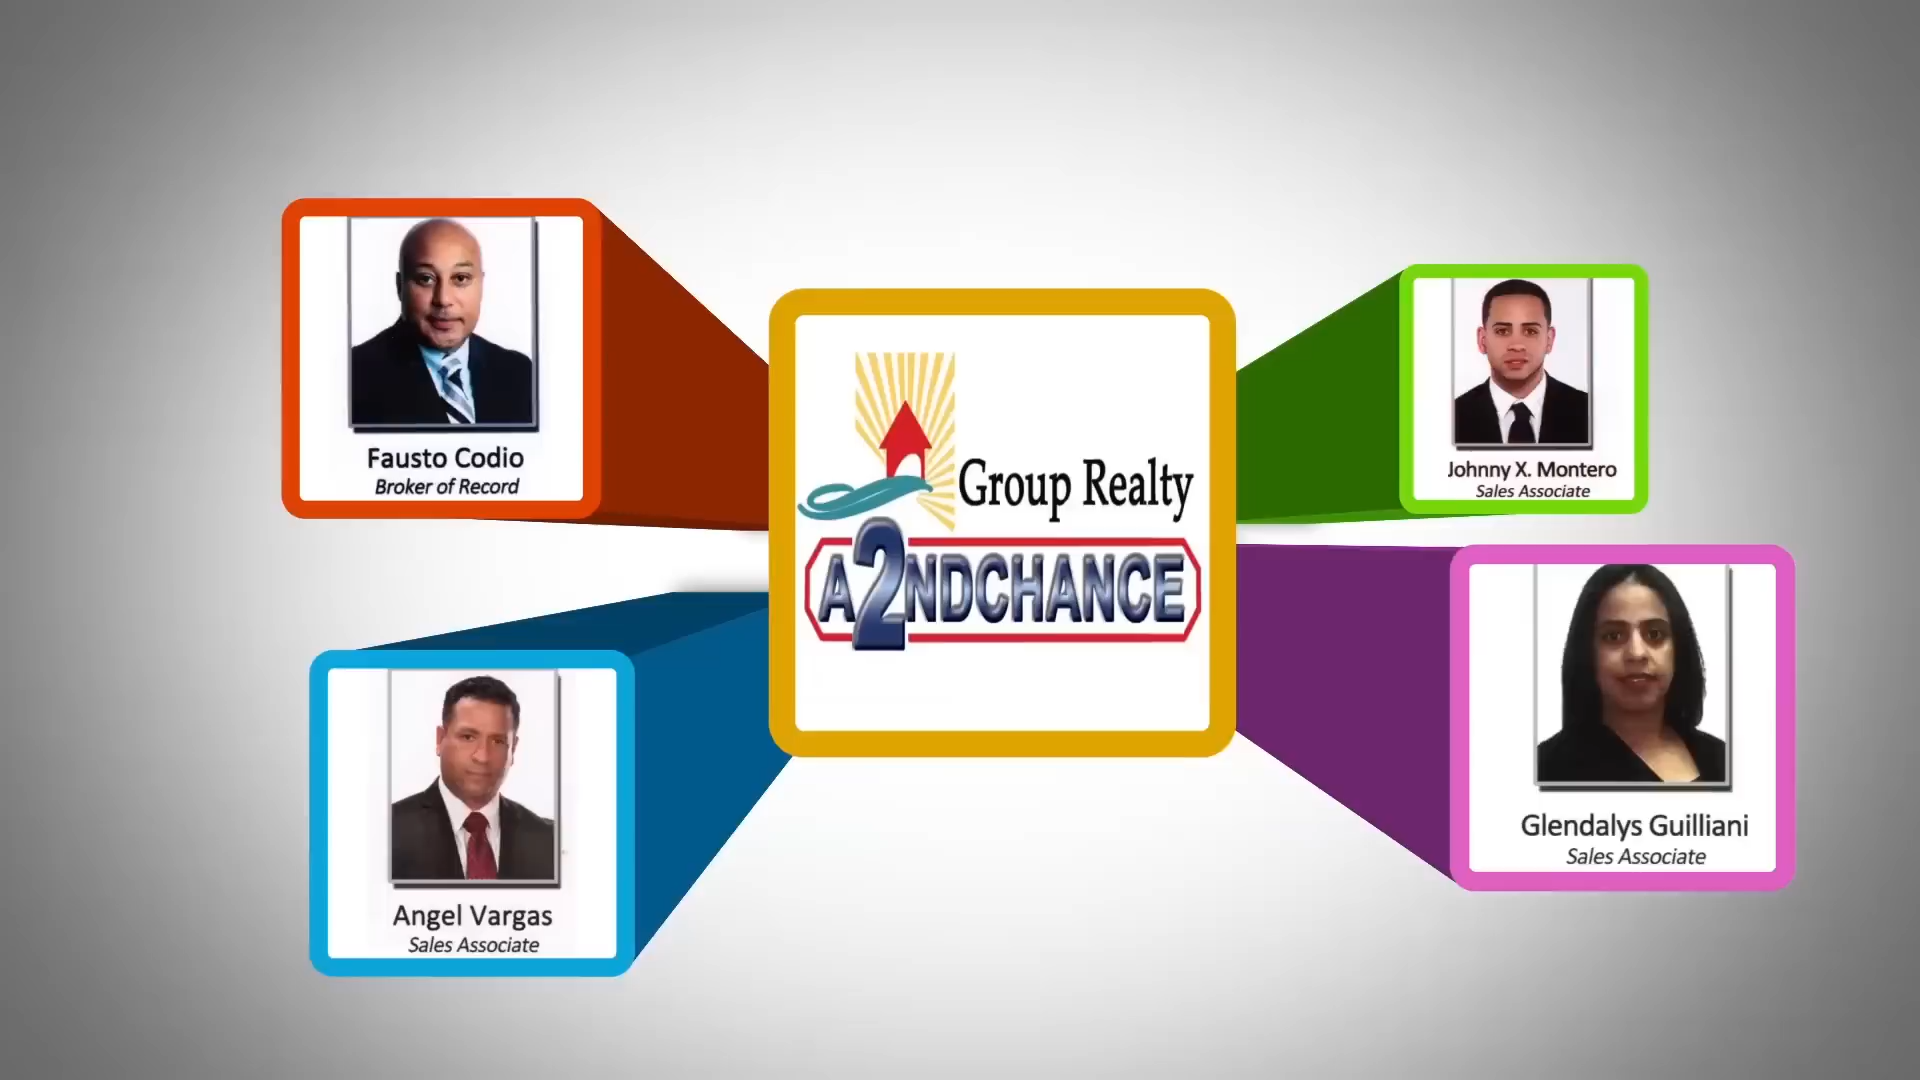 Fausto Codio
Broker of Record
Group Realty
A2NDCHANCE
Johnny X. Montero
Sales Associate
Angel Vargas
Sales Associate
Glendalys Guilliani
Sales Associate